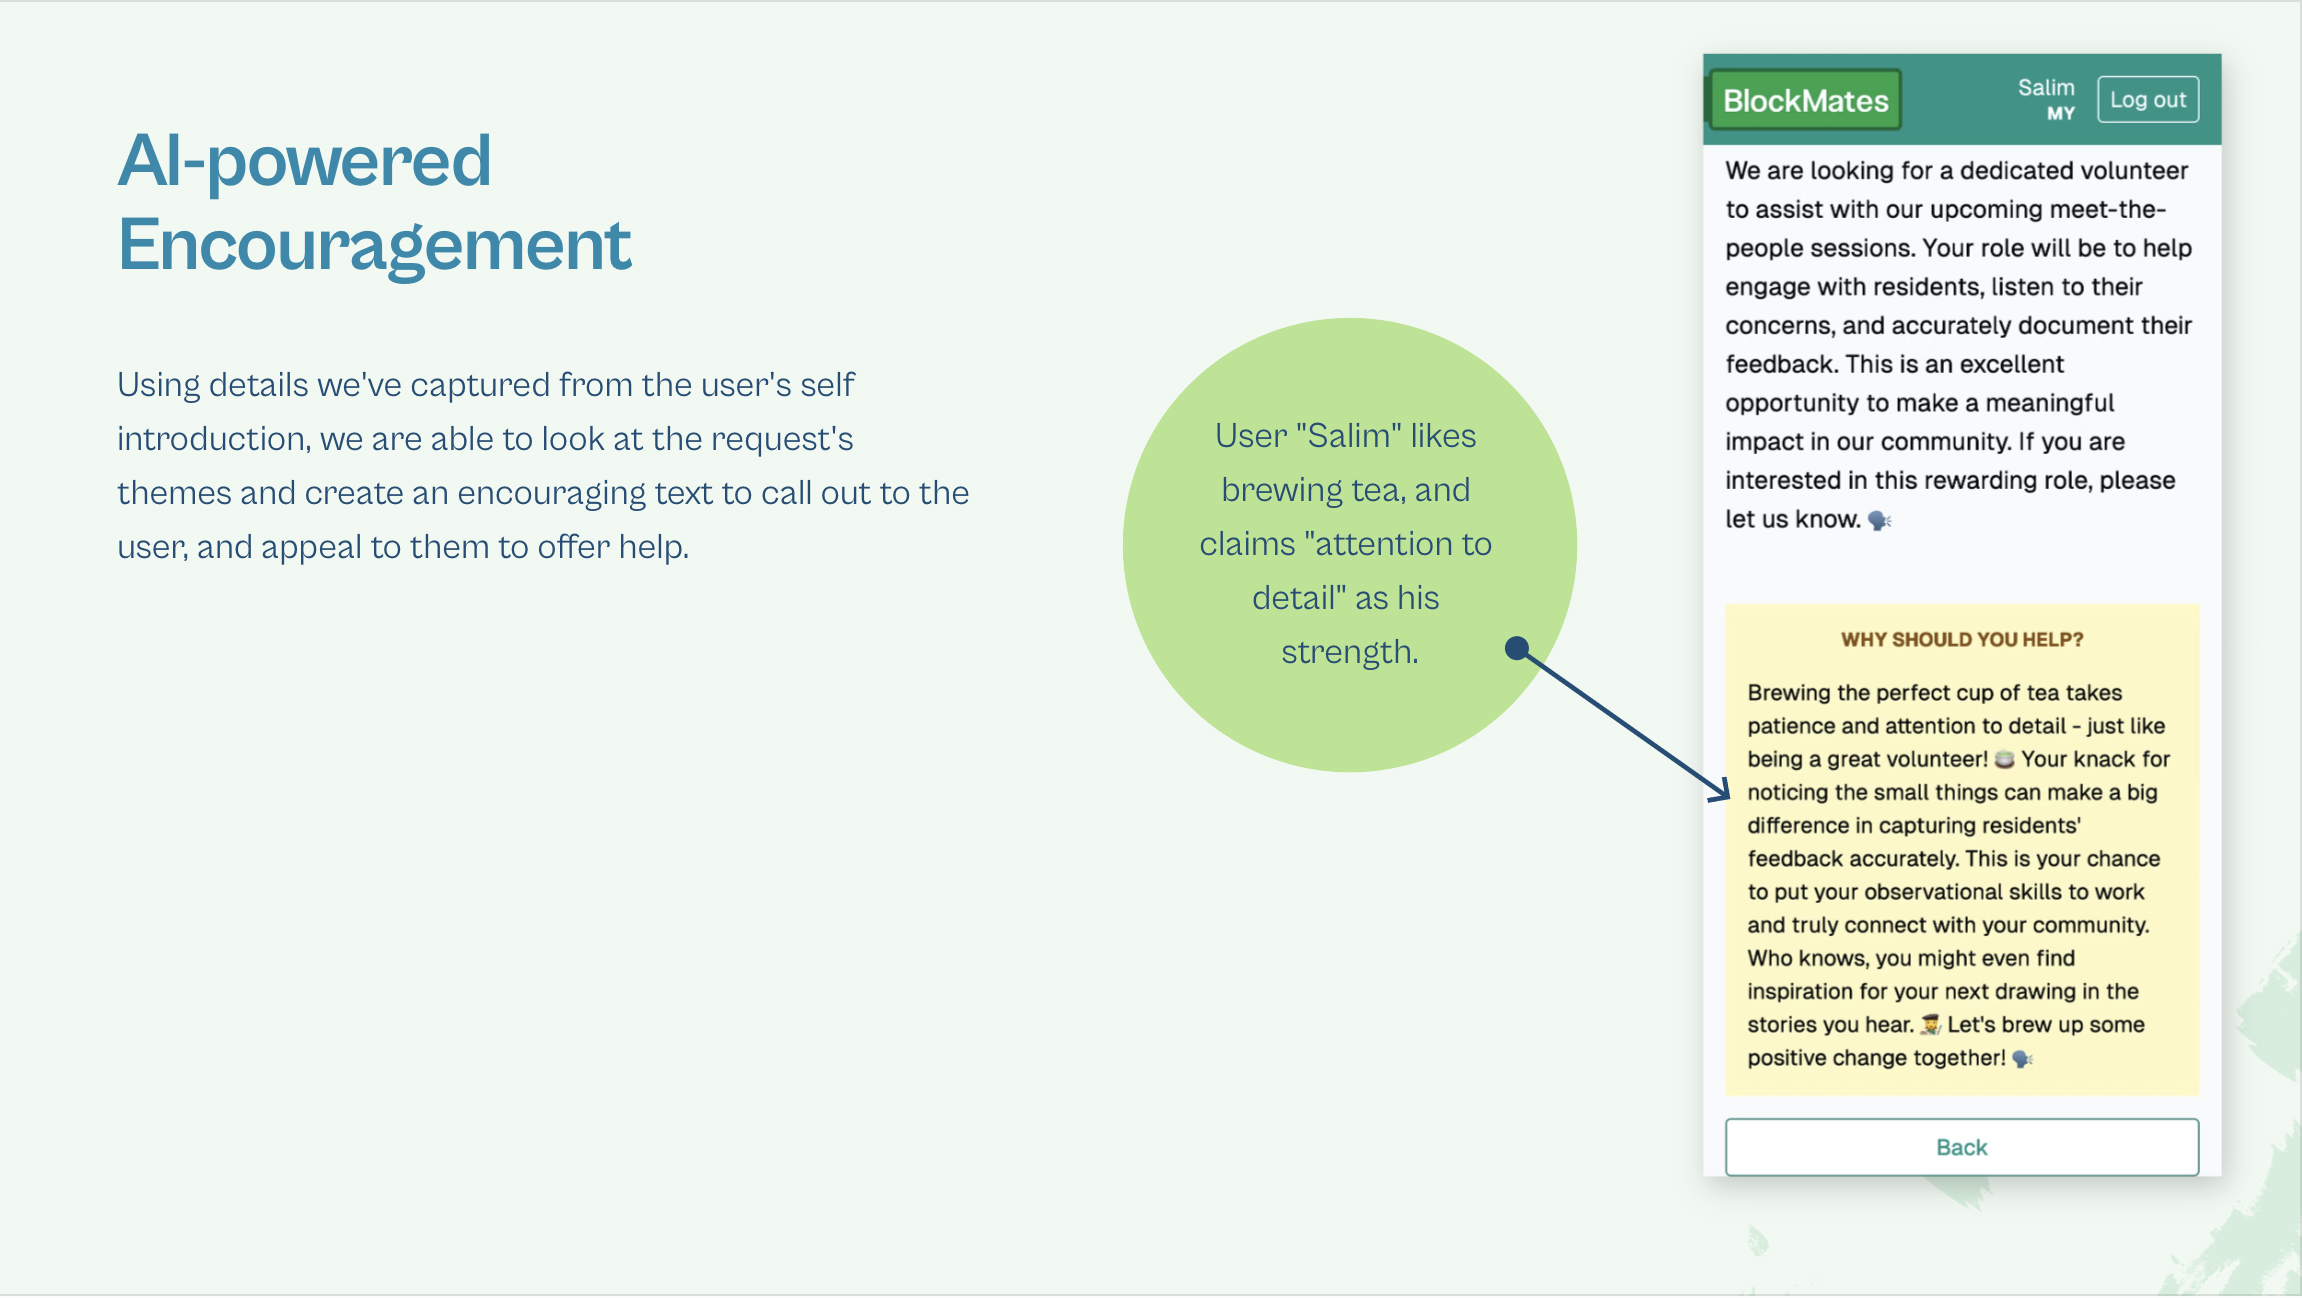 AI-powered
Encouragement
Using details we've captured from the user's self
introduction, we are able to look at the request's
themes and create an encouraging text to call out to the
user, and appeal to them to offer help.
User "Salim" likes
brewing tea, and
claims "attention to
detail" as his
strength.
BlockMates
Salim
MY
Log out
We are looking for a dedicated volunteer
to assist with our upcoming meet-the-
people sessions. Your role will be to help
engage with residents, listen to their
concerns, and accurately document their
feedback. This is an excellent
opportunity to make a meaningful
impact in our community. If you are
interested in this rewarding role, please
let us know. 🗣️
WHY SHOULD YOU HELP?
Brewing the perfect cup of tea takes
patience and attention to detail - just like
being a great volunteer! 🍵 Your knack for
noticing the small things can make a big
difference in capturing residents'
feedback accurately. This is your chance
to put your observational skills to work
and truly connect with your community.
Who knows, you might even find
inspiration for your next drawing in the
stories you hear. 🧑‍🎨 Let's brew up some
positive change together! 🗣️
Back